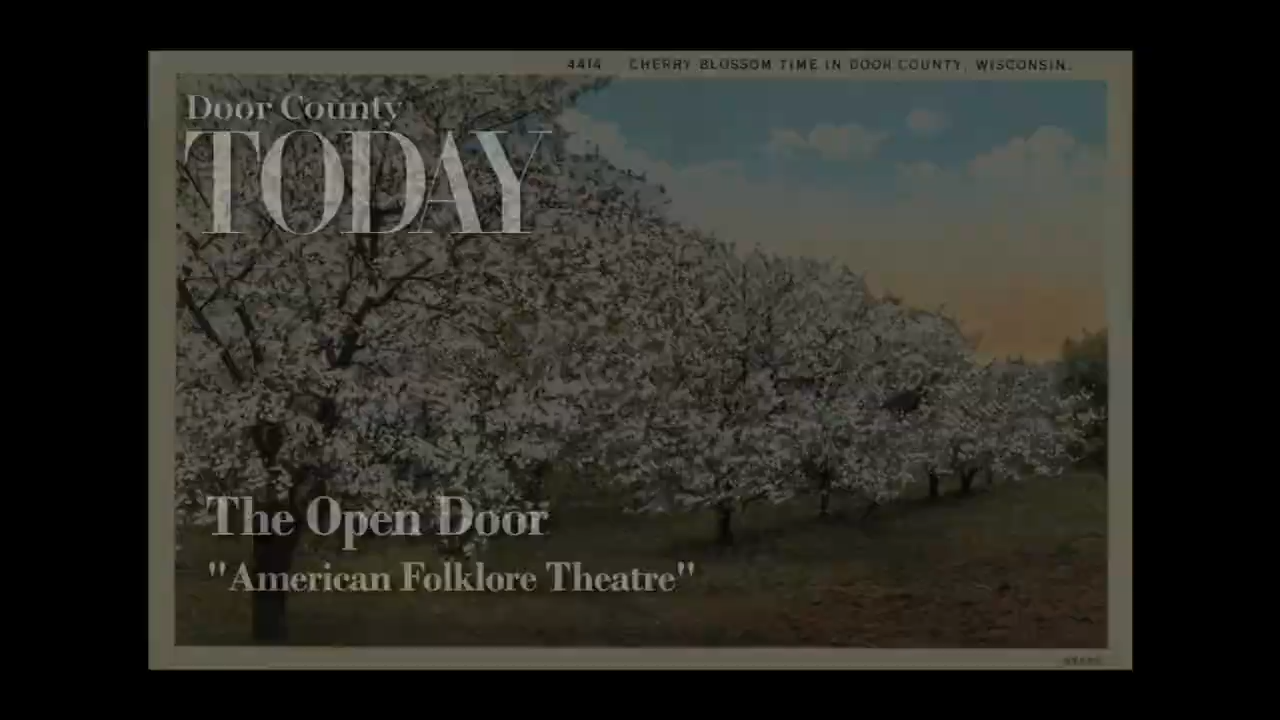 4414 CHERRY BLOSSOM TIME IN DOOR COUNTY, WISCONSIN.
Door County
TODAY
The Open Door
"American Folklore Theatre"